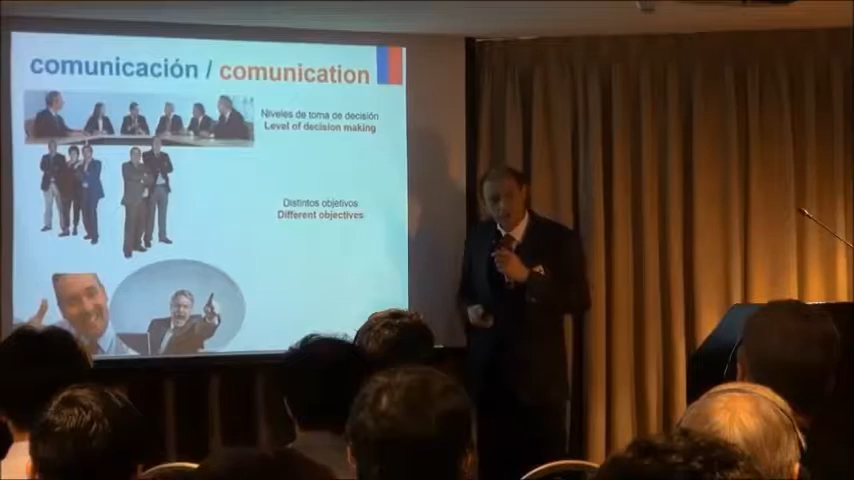 comunicación / comunication
Niveles de toma de decisión
Level of decision making
Distintos objetivos
Different objectives